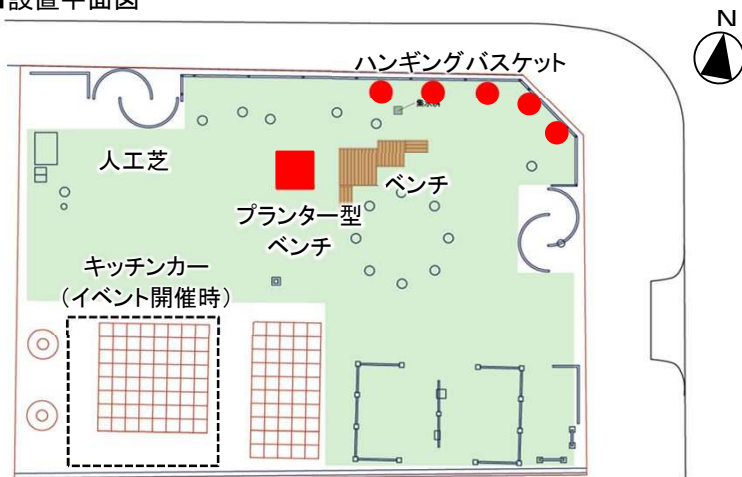 設置平面図
N
ハンギングバスケット
人工芝
ベンチ
プランター型
ベンチ
キッチンカー
（イベント開催時）